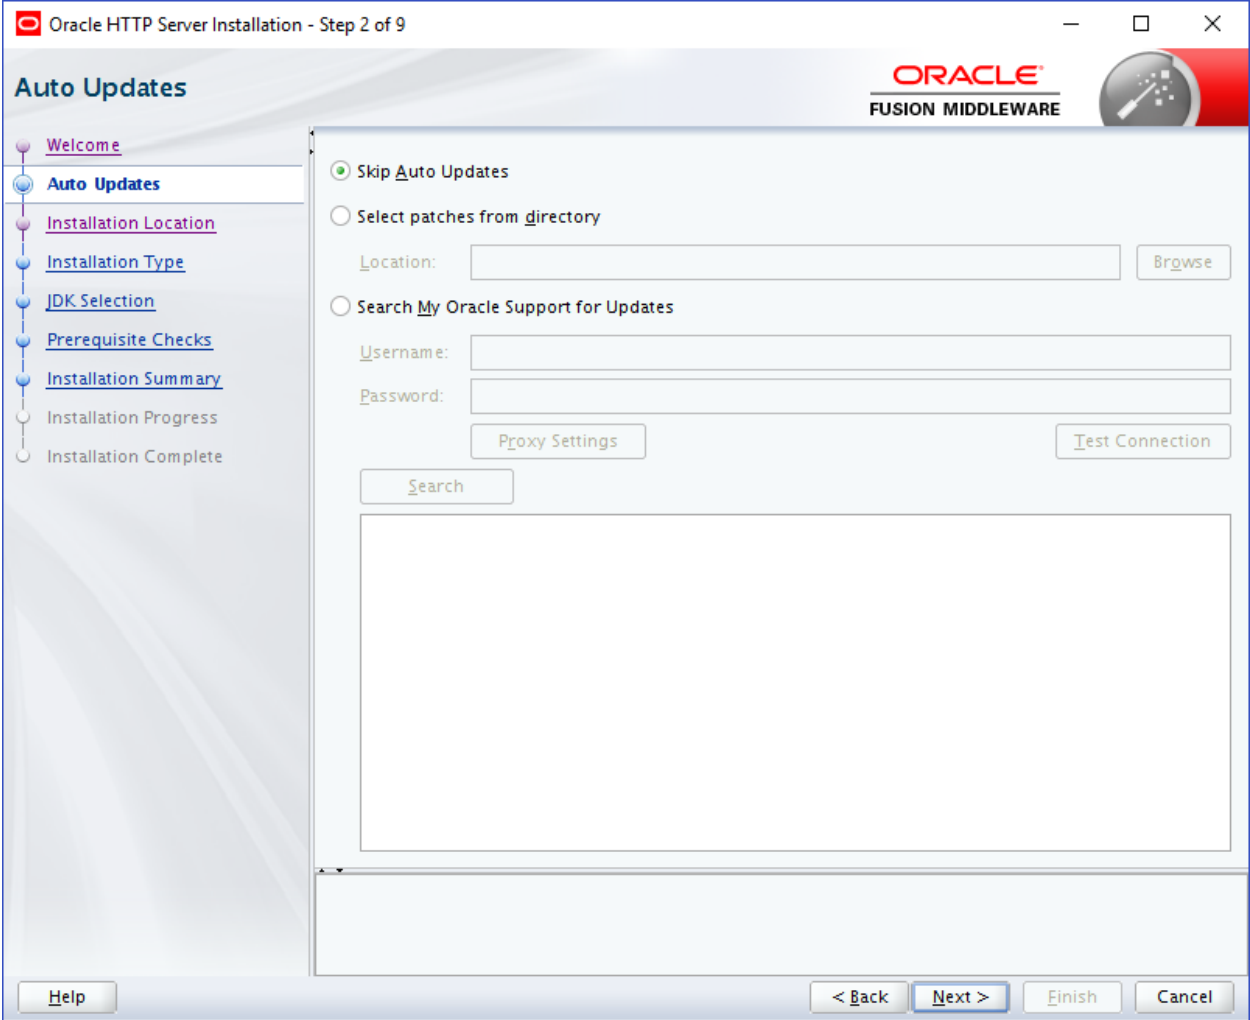 Oracle HTTP Server Installation - Step 2 of 9
Auto Updates
ORACLE
FUSION MIDDLEWARE
Welcome
Auto Updates
Installation Location
Installation Type
JDK Selection
Prerequisite Checks
Installation Summary
Installation Progress
Installation Complete
Skip Auto Updates
Select patches from directory
Location:
Browse
Search My Oracle Support for Updates
Username:
Password:
Proxy Settings
Test Connection
Search
Help
< Back
Next >
Finish
Cancel